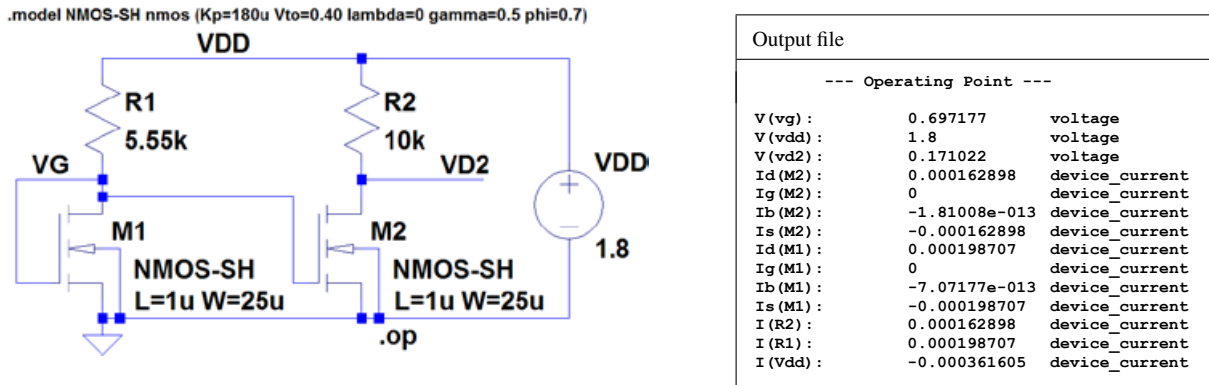 .model NMOS-SH nmos (Kp=180u Vto=0.40 lambda=0 gamma=0.5 phi=0.7)
VDD
R1
5.55k
R2
10k
VG
VD2
VDD
M1
M2
1.8
NMOS-SH
L=1u W=25u
NMOS-SH
L=1u W=25u
.op
Output file
--- Operating Point ---
V(vg): 0.697177 voltage
V(vdd): 1.8 voltage
V(vd2): 0.171022 voltage
Id(M2): 0.000162898 device_current
Ig(M2): 0 device_current
Ib(M2): -1.81008e-013 device_current
Is(M2): -0.000162898 device_current
Id(M1): 0.000198707 device_current
Ig(M1): 0 device_current
Ib(M1): -7.07177e-013 device_current
Is(M1): -0.000198707 device_current
I(R2): 0.000162898 device_current
I(R1): 0.000198707 device_current
I(Vdd): -0.000361605 device_current